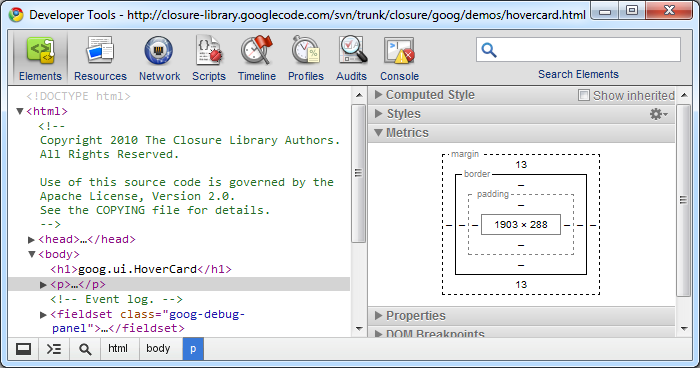 Developer Tools - http://closure-library.googlecode.com/svn/trunk/closure/goog/demos/hovercard.html
Elements Resources Network Scripts Timeline Profiles Audits Console
Search Elements
<!DOCTYPE html>
<html>
<!--
Copyright 2010 The Closure Library Authors.
All Rights Reserved.
Use of this source code is governed by the
Apache License, Version 2.0.
See the COPYING file for details.
-->
<head>…</head>
<body>
<h1>goog.ui.HoverCard</h1>
<p>…</p>
<!-- Event log. -->
<fieldset class="goog-debug-
panel">…</fieldset>
Computed Style Show inherited
Styles
Metrics
margin
13
border
–
padding
–
– – – 1903 × 288 – – –
–
–
13
Properties
DOM Breakpoints
html body p